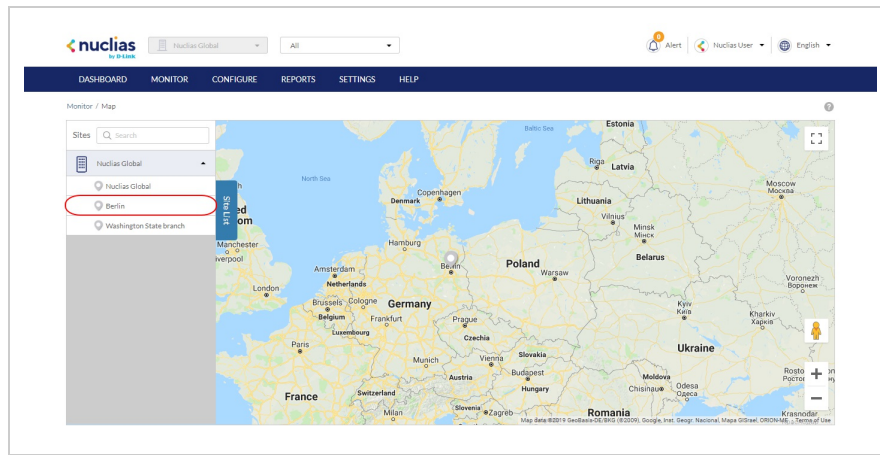 nuclias
by D-Link
Nuclias Global
All
0
Alert
Nuclias User
English
DASHBOARD MONITOR CONFIGURE REPORTS SETTINGS HELP
Monitor / Map
Sites
Search
Nuclias Global
Nuclias Global
Berlin
Washington State branch
Site List
Baltic Sea
Estonia
North Sea
Riga
Latvia
Moscow
Москва
Copenhagen
Denmark
Lithuania
Vilnius
Minsk
Мінск
Manchester
Hamburg
Belarus
Berlin
Poland
Warsaw
Amsterdam
Netherlands
London
Voronezh
Воронеж
Brussels
Cologne
Germany
Belgium
Frankfurt
Prague
Kyiv
Київ
Kharkiv
Харків
Luxembourg
Czechia
Paris
Ukraine
Munich
Vienna
Slovakia
Austria
Budapest
Hungary
Moldova
Chisinau
Odesa
Одеса
France
Switzerland
Milan
Slovenia
Zagreb
Romania
Krasnodar
Map data ©2019 GeoBasis-DE/BKG (©2009), Google, Inst. Geogr. Nacional, Mapa GISrael, ORION-ME
Terms of Use